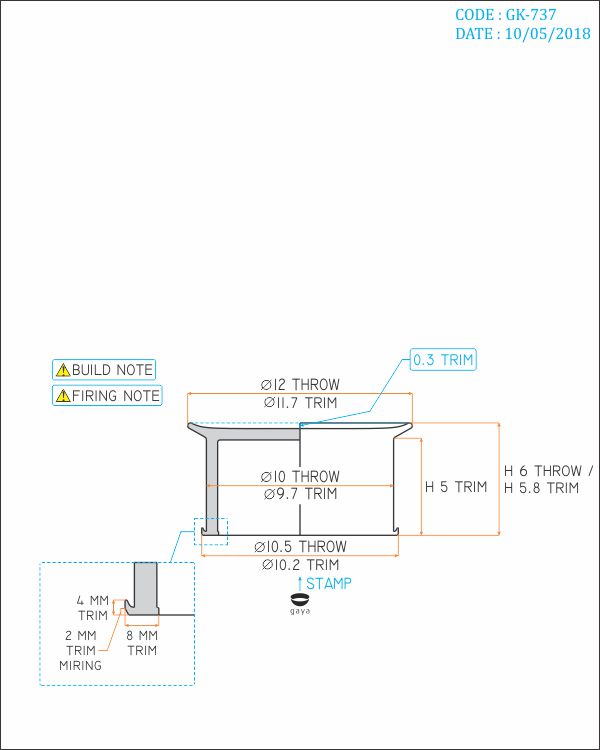 CODE : GK-737
DATE : 10/05/2018
0.3 TRIM
BUILD NOTE
FIRING NOTE
Ø12 THROW
Ø11.7 TRIM
Ø10 THROW
Ø9.7 TRIM
H 5 TRIM
H 6 THROW /
H 5.8 TRIM
Ø10.5 THROW
Ø10.2 TRIM
STAMP
gaya
4 MM
TRIM
2 MM
TRIM
MIRING
8 MM
TRIM